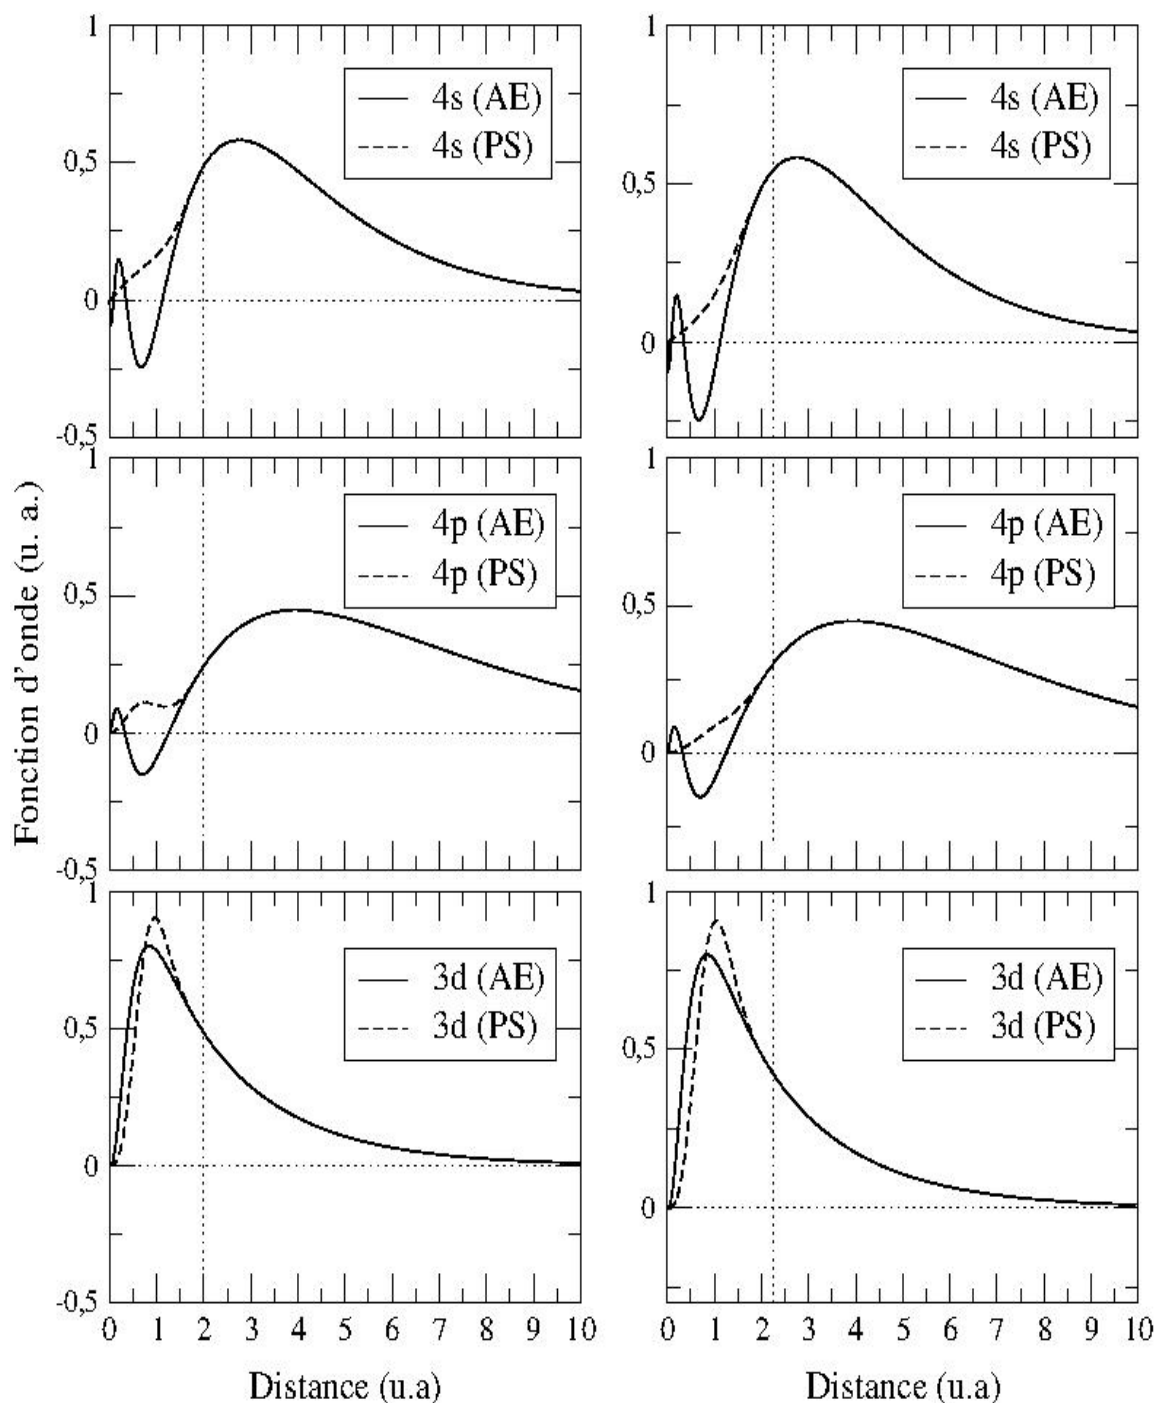 1
4s (AE)
4s (PS)
0,5
0
-0,5
1
4s (AE)
4s (PS)
0,5
0
Fonction d'onde (u. a.)
1
4p (AE)
4p (PS)
0,5
0
-0,5
1
4p (AE)
4p (PS)
0,5
0
1
3d (AE)
3d (PS)
0,5
0
-0,5
0 1 2 3 4 5 6 7 8 9 10
Distance (u.a)
1
3d (AE)
3d (PS)
0,5
0
0 1 2 3 4 5 6 7 8 9 10
Distance (u.a)